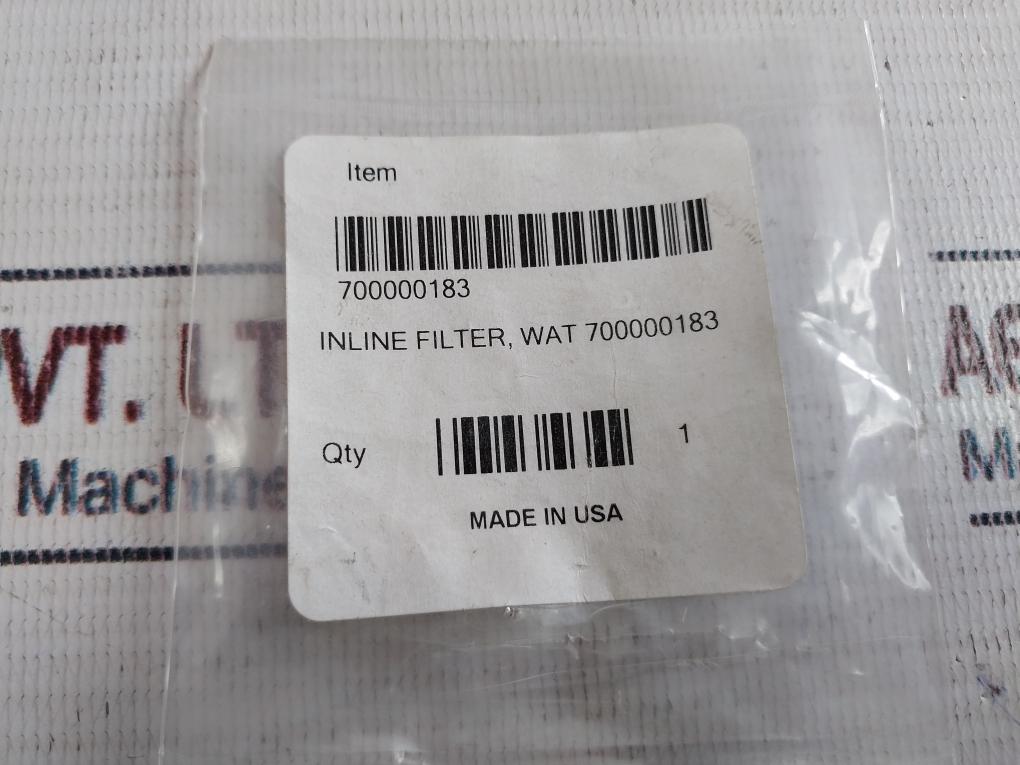 Item
700000183
INLINE FILTER, WAT 700000183
Qty 1
MADE IN USA
VT. LT
Machine